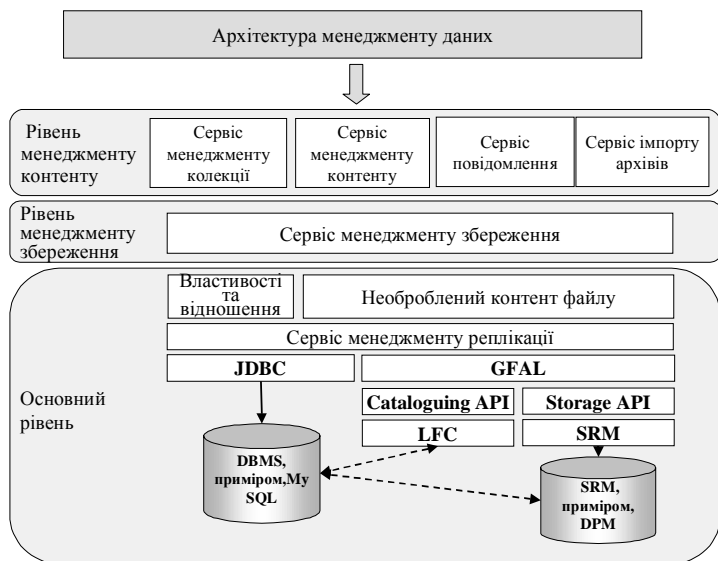 Архітектура менеджменту даних
Рівень
менеджменту
контенту
Сервіс
менеджменту
колекції
Сервіс
менеджменту
контенту
Сервіс
повідомлення
Сервіс імпорту
архівів
Рівень
менеджменту
збереження
Сервіс менеджменту збереження
Основний
рівень
Властивості
та
відношення
Необроблений контент файлу
Сервіс менеджменту реплікації
JDBC
GFAL
Cataloguing API
Storage API
LFC
SRM
DBMS,
приміром,My
SQL
SRM,
приміром,
DPM